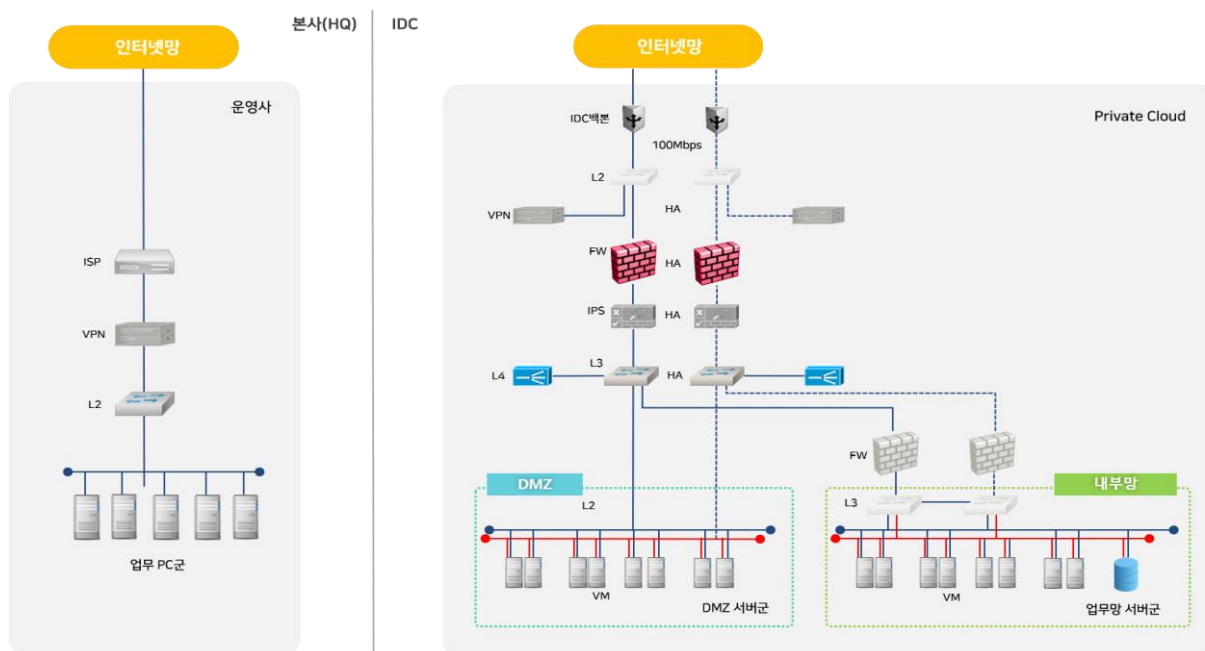 본사(HQ)
IDC
인터넷망
운영사
ISP
VPN
L2
업무 PC군
인터넷망
Private Cloud
IDC백본
100Mbps
L2
VPN
HA
FW
HA
IPS
HA
L3
L4
HA
FW
DMZ
L2
VM
DMZ 서버군
내부망
L3
VM
업무망 서버군